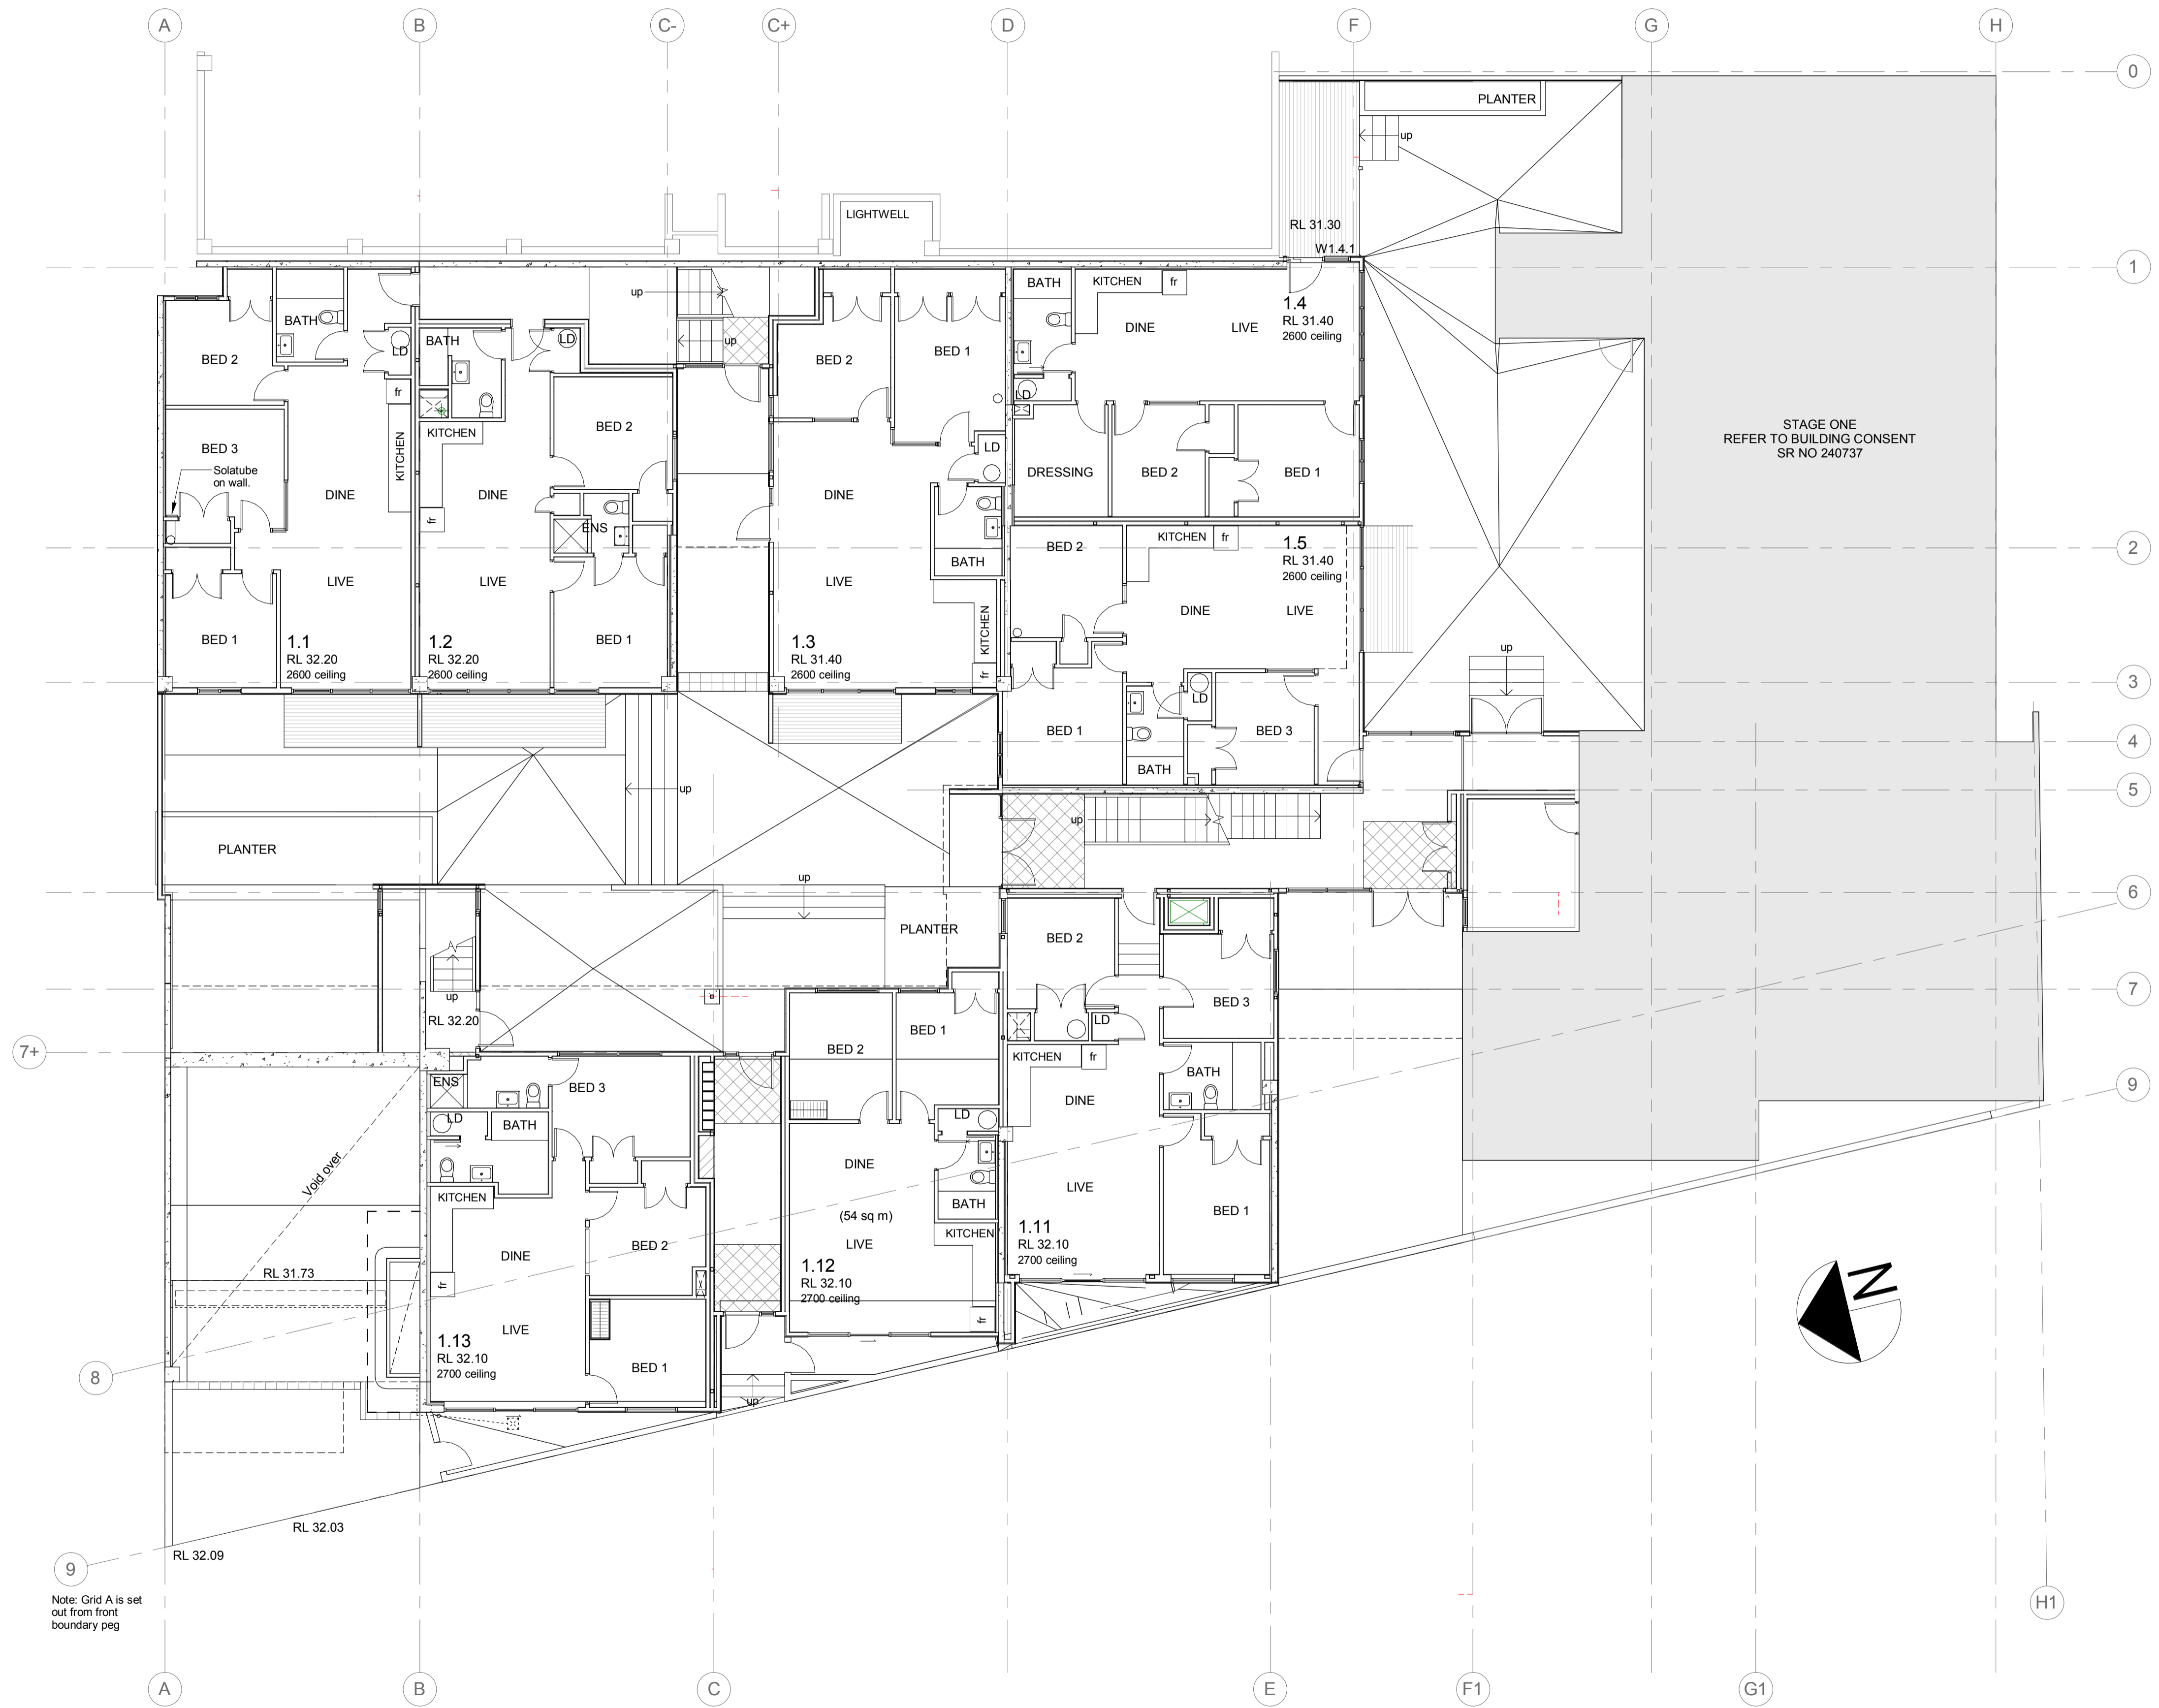 A B C- C+ D F G H
0
PLANTER
up
LIGHTWELL
RL 31.30
W1.4.1
1
BATH
KITCHEN
fr
1.4
RL 31.40
2600 ceiling
DINE
LIVE
LD
DRESSING
BED 2
BED 1
up
up
BATH
BED 2
LD
fr
KITCHEN
BED 3
Solatube
on wall.
DINE
LIVE
BED 1
1.1
RL 32.20
2600 ceiling
BATH
LD
KITCHEN
BED 2
DINE
fr
ENS
LIVE
BED 1
1.2
RL 32.20
2600 ceiling
BED 2
BED 1
LD
DINE
BATH
LIVE
KITCHEN
fr
1.3
RL 31.40
2600 ceiling
STAGE ONE
REFER TO BUILDING CONSENT
SR NO 240737
BED 2
KITCHEN
fr
1.5
RL 31.40
2600 ceiling
DINE
LIVE
LD
BED 1
BED 3
BATH
2
up
3
4
5
up
up
PLANTER
up
6
PLANTER
BED 2
BED 3
LD
KITCHEN
fr
BATH
DINE
LIVE
BED 1
1.11
RL 32.10
2700 ceiling
7
up
RL 32.20
7+
BED 2
BED 1
LD
DINE
BATH
(54 sq m)
LIVE
KITCHEN
fr
1.12
RL 32.10
2700 ceiling
9
ENS
BED 3
LD
BATH
KITCHEN
DINE
BED 2
fr
LIVE
BED 1
1.13
RL 32.10
2700 ceiling
Void over
RL 31.73
up
N
8
RL 32.03
RL 32.09
9
Note: Grid A is set
out from front
boundary peg
H1
A B C E F1 G1